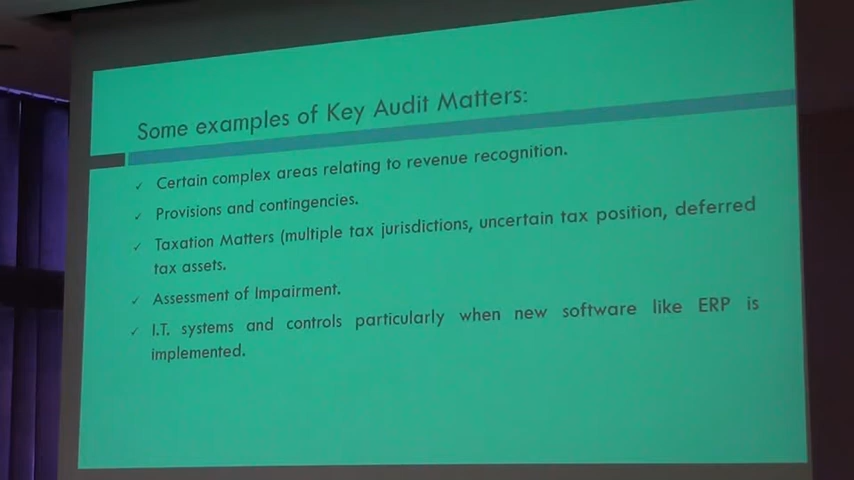 Some examples of Key Audit Matters:
✓ Certain complex areas relating to revenue recognition.
✓ Provisions and contingencies.
✓ Taxation Matters (multiple tax jurisdictions, uncertain tax position, deferred
tax assets.
✓ Assessment of Impairment.
✓ I.T. systems and controls particularly when new software like ERP is
implemented.